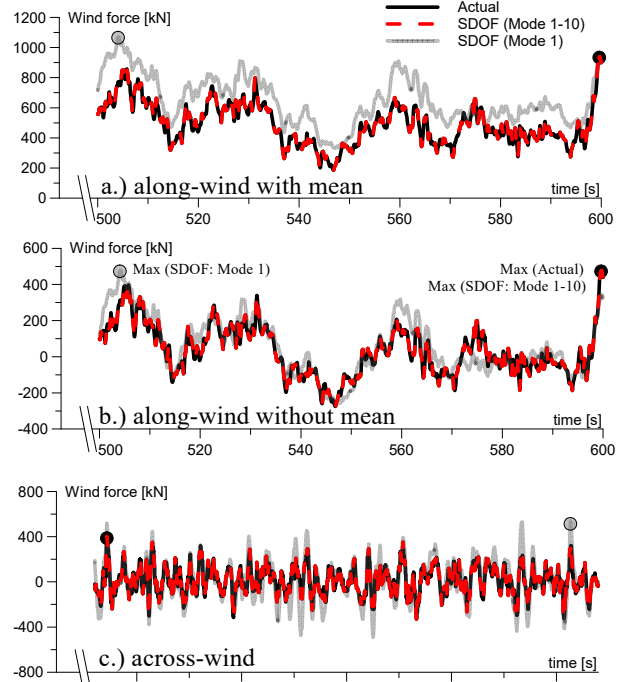 Actual
SDOF (Mode 1-10)
SDOF (Mode 1)
Wind force [kN]
1200
1000
800
600
400
200
0
a.) along-wind with mean
time [s]
500 520 540 560 580 600
Wind force [kN]
600
400
200
0
-200
-400
Max (SDOF: Mode 1)
Max (Actual)
Max (SDOF: Mode 1-10)
b.) along-wind without mean
time [s]
500 520 540 560 580 600
Wind force [kN]
800
400
0
-400
-800
c.) across-wind
time [s]